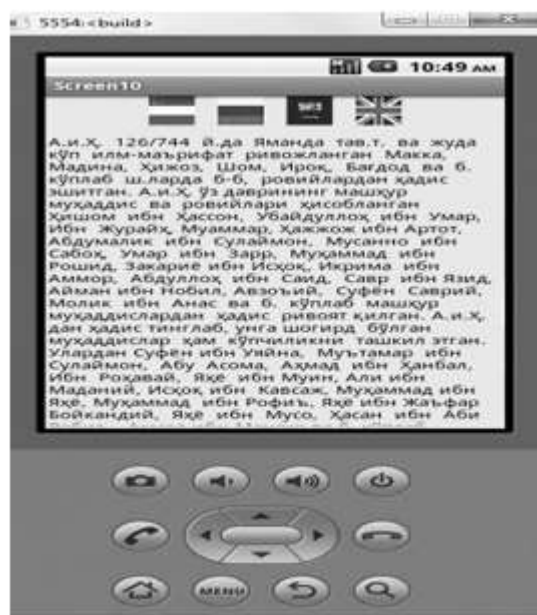 5554:<build>
10:49 AM
Screen10
А.и.Ҳ. 126/744 й.да Яманда тав.т. ва жуда
кўп илм-маърифат ривожланган Макка,
Мадина, Ҳижоз, Шом, Ироқ, Бағдод ва б.
кўплаб ш.ларда б-б, ровийлардан ҳадис
эшитган. А.и.Ҳ. ўз даврининг машҳур
муҳаддис ва ровийлари ҳисобланган
Ҳишом ибн Ҳассон, Убайдуллоҳ ибн Умар,
Ибн Журайҳ, Муаммар, Ҳажжож ибн Артот,
Абдумалик ибн Сулаймон, Мусанно ибн
Сабоҳ, Умар ибн Зарр, Муҳаммад ибн
Рошид, Закариё ибн Исҳоқ, Икрима ибн
Аммор, Абдуллоҳ ибн Саид, Савр ибн Язид,
Айман ибн Нобил, Авзоъий, Суфён Саврий,
Молик ибн Анас ва б. кўплаб машҳур
муҳаддислардан ҳадис ривоят қилган. А.и.Ҳ.
дан ҳадис тинглаб, унга шогирд бўлган
муҳаддислар ҳам кўпчиликни ташкил этган.
Улардан Суфён ибн Уяйна, Муътамар ибн
Сулаймон, Абу Асома, Аҳмад ибн Ҳанбал,
Ибн Роҳавай, Яҳё ибн Муин, Али ибн
Маданий, Исҳоқ ибн Кавсаж, Муҳаммад ибн
Яҳё, Муҳаммад ибн Рофиъ, Яҳё ибн Жаъфар
Бойкандий, Яҳё ибн Мусо, Ҳасан ибн Аби
MENU